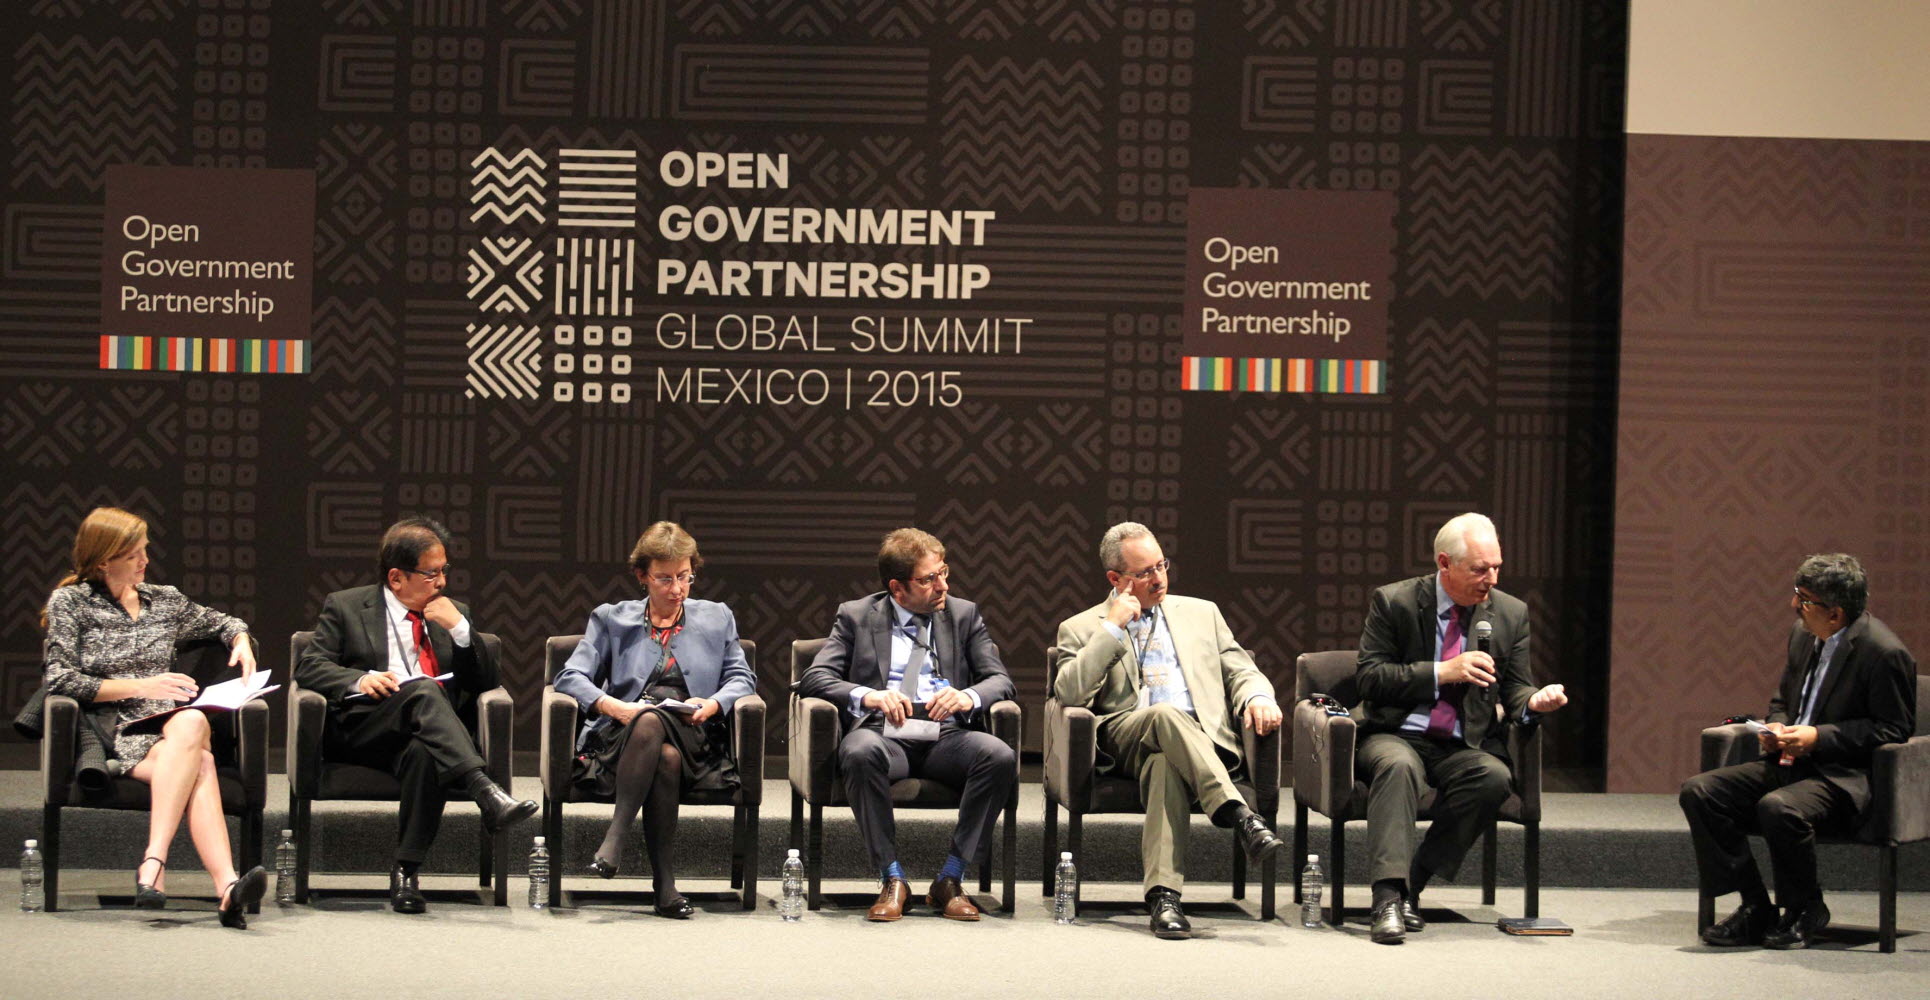 Open
Government
Partnership
OPEN
GOVERNMENT
PARTNERSHIP
GLOBAL SUMMIT
MEXICO | 2015
Open
Government
Partnership